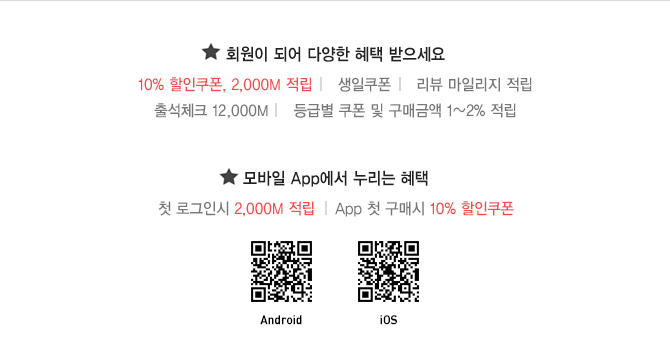 ★ 회원이 되어 다양한 혜택 받으세요
10% 할인쿠폰, 2,000M 적립 | 생일쿠폰 | 리뷰 마일리지 적립
출석체크 12,000M | 등급별 쿠폰 및 구매금액 1~2% 적립
★ 모바일 App에서 누리는 혜택
첫 로그인시 2,000M 적립 | App 첫 구매시 10% 할인쿠폰
Android iOS